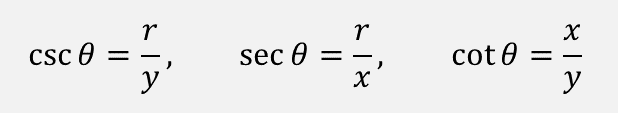 csc θ = r/y, sec θ = r/x, cot θ = x/y